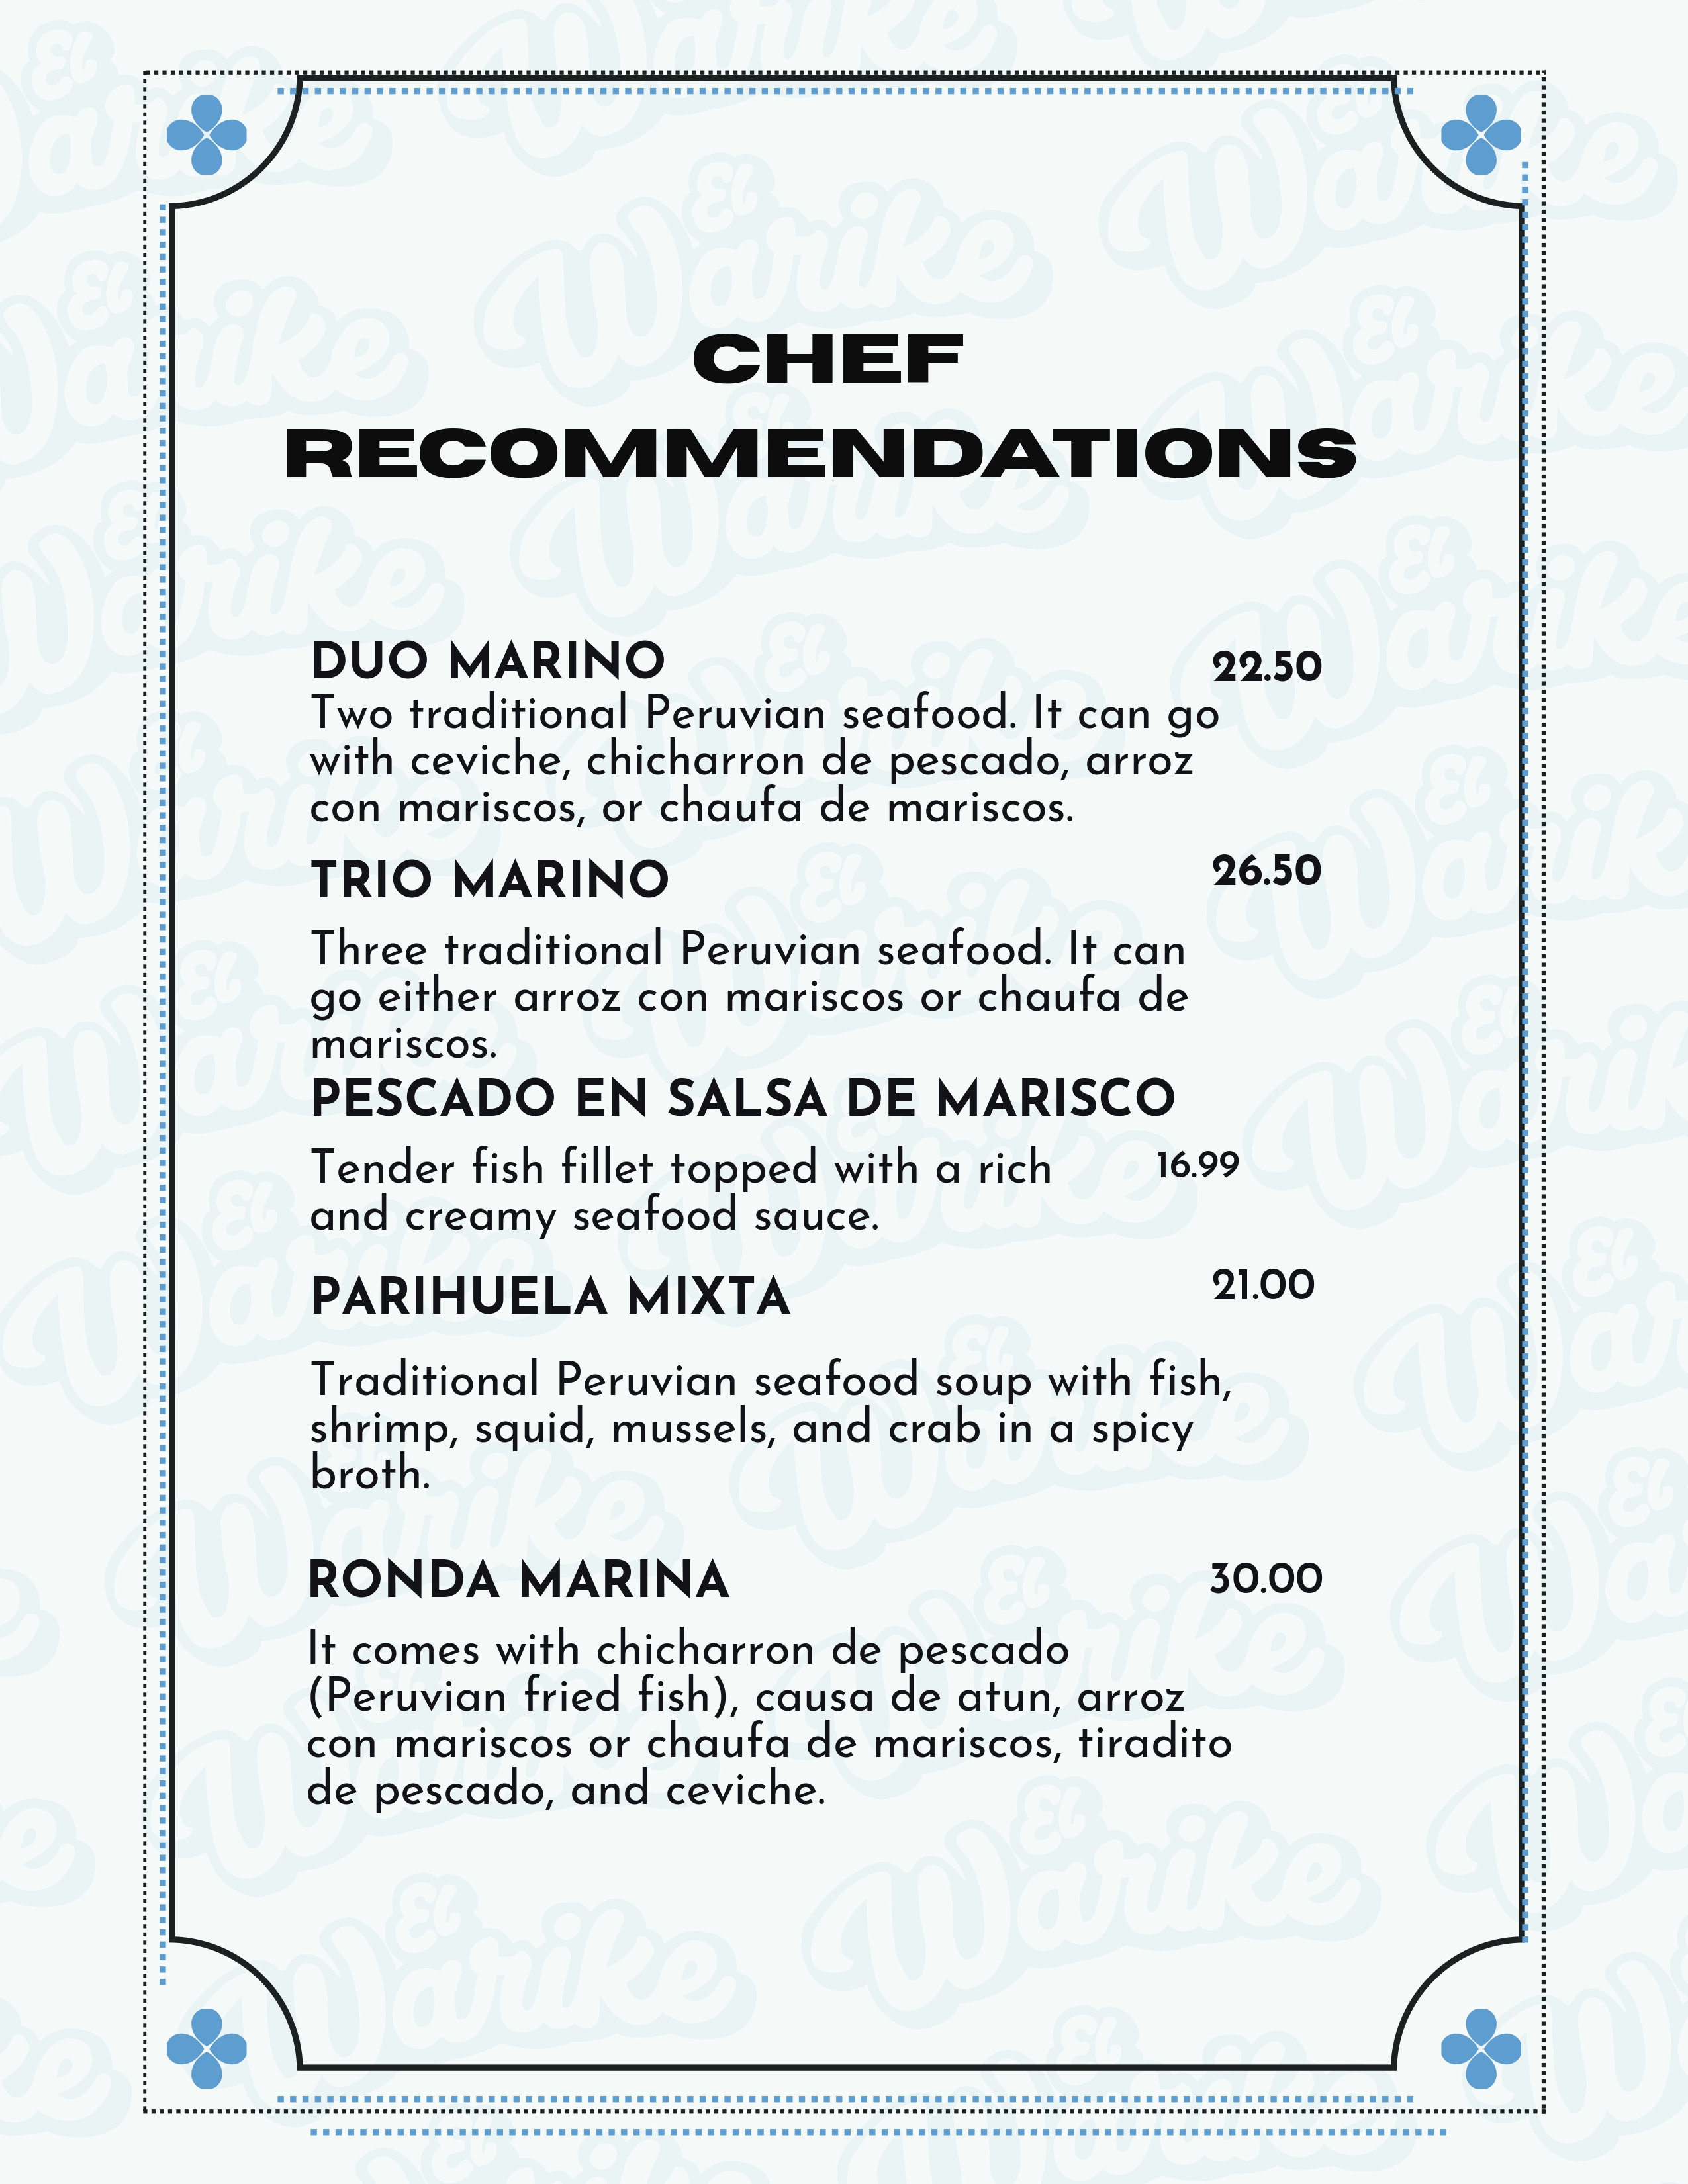 CHEF
RECOMMENDATIONS
DUO MARINO 22.50
Two traditional Peruvian seafood. It can go
with ceviche, chicharron de pescado, arroz
con mariscos, or chaufa de mariscos.
TRIO MARINO 26.50
Three traditional Peruvian seafood. It can
go either arroz con mariscos or chaufa de
mariscos.
PESCADO EN SALSA DE MARISCO
Tender fish fillet topped with a rich 16.99
and creamy seafood sauce.
PARIHUELA MIXTA 21.00
Traditional Peruvian seafood soup with fish,
shrimp, squid, mussels, and crab in a spicy
broth.
RONDA MARINA 30.00
It comes with chicharron de pescado
(Peruvian fried fish), causa de atun, arroz
con mariscos or chaufa de mariscos, tiradito
de pescado, and ceviche.
El Warike